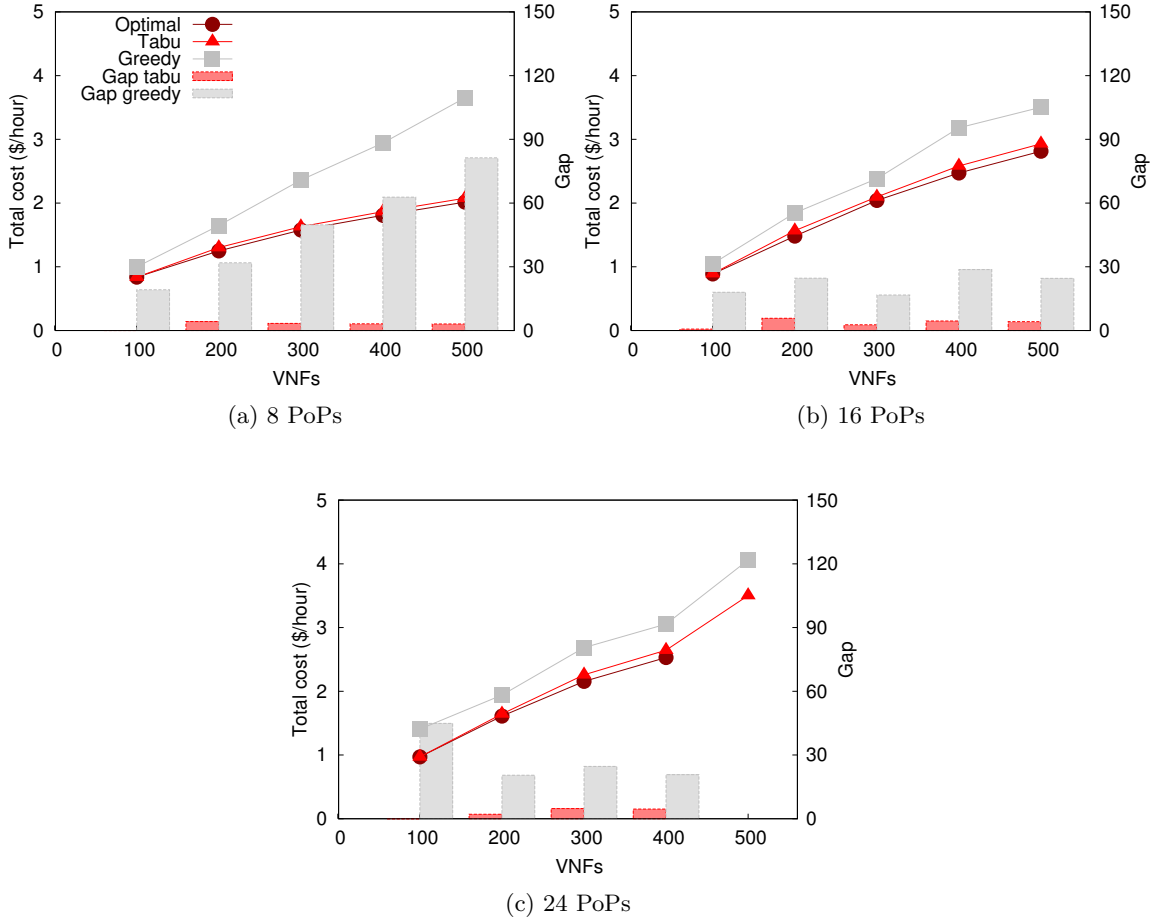 5
4
3
2
1
0
Total cost ($/hour)
150
120
90
60
30
0
Gap
Optimal
Tabu
Greedy
Gap tabu
Gap greedy
0 100 200 300 400 500
VNFs
(a) 8 PoPs
5
4
3
2
1
0
Total cost ($/hour)
150
120
90
60
30
0
Gap
0 100 200 300 400 500
VNFs
(b) 16 PoPs
5
4
3
2
1
0
Total cost ($/hour)
150
120
90
60
30
0
Gap
0 100 200 300 400 500
VNFs
(c) 24 PoPs